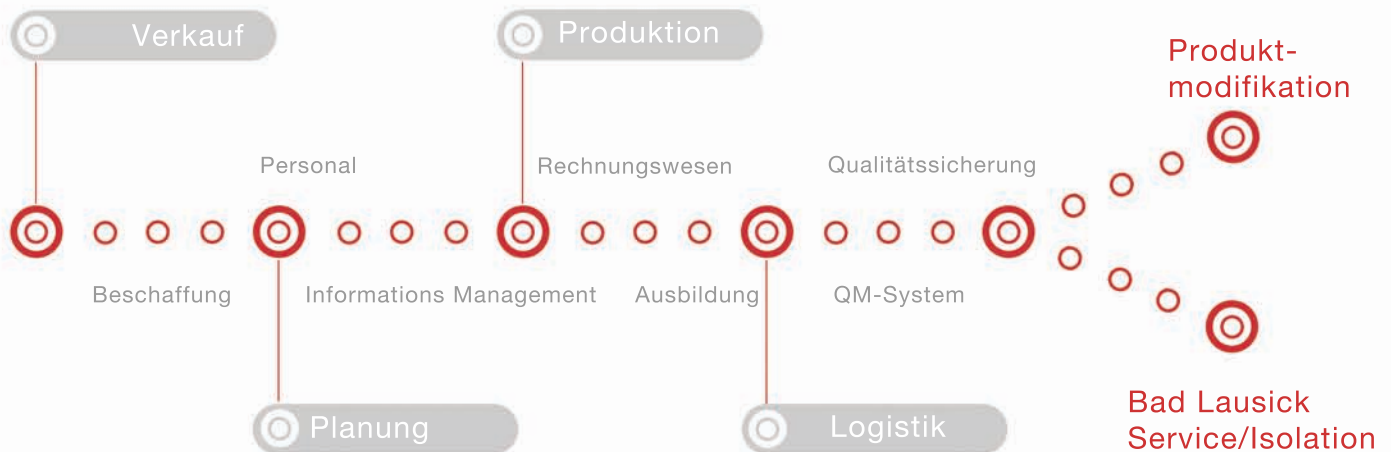 Verkauf
Produktion
Produkt-
modifikation
Personal
Rechnungswesen
Qualitätssicherung
Beschaffung
Informations Management
Ausbildung
QM-System
Planung
Logistik
Bad Lausick
Service/Isolation